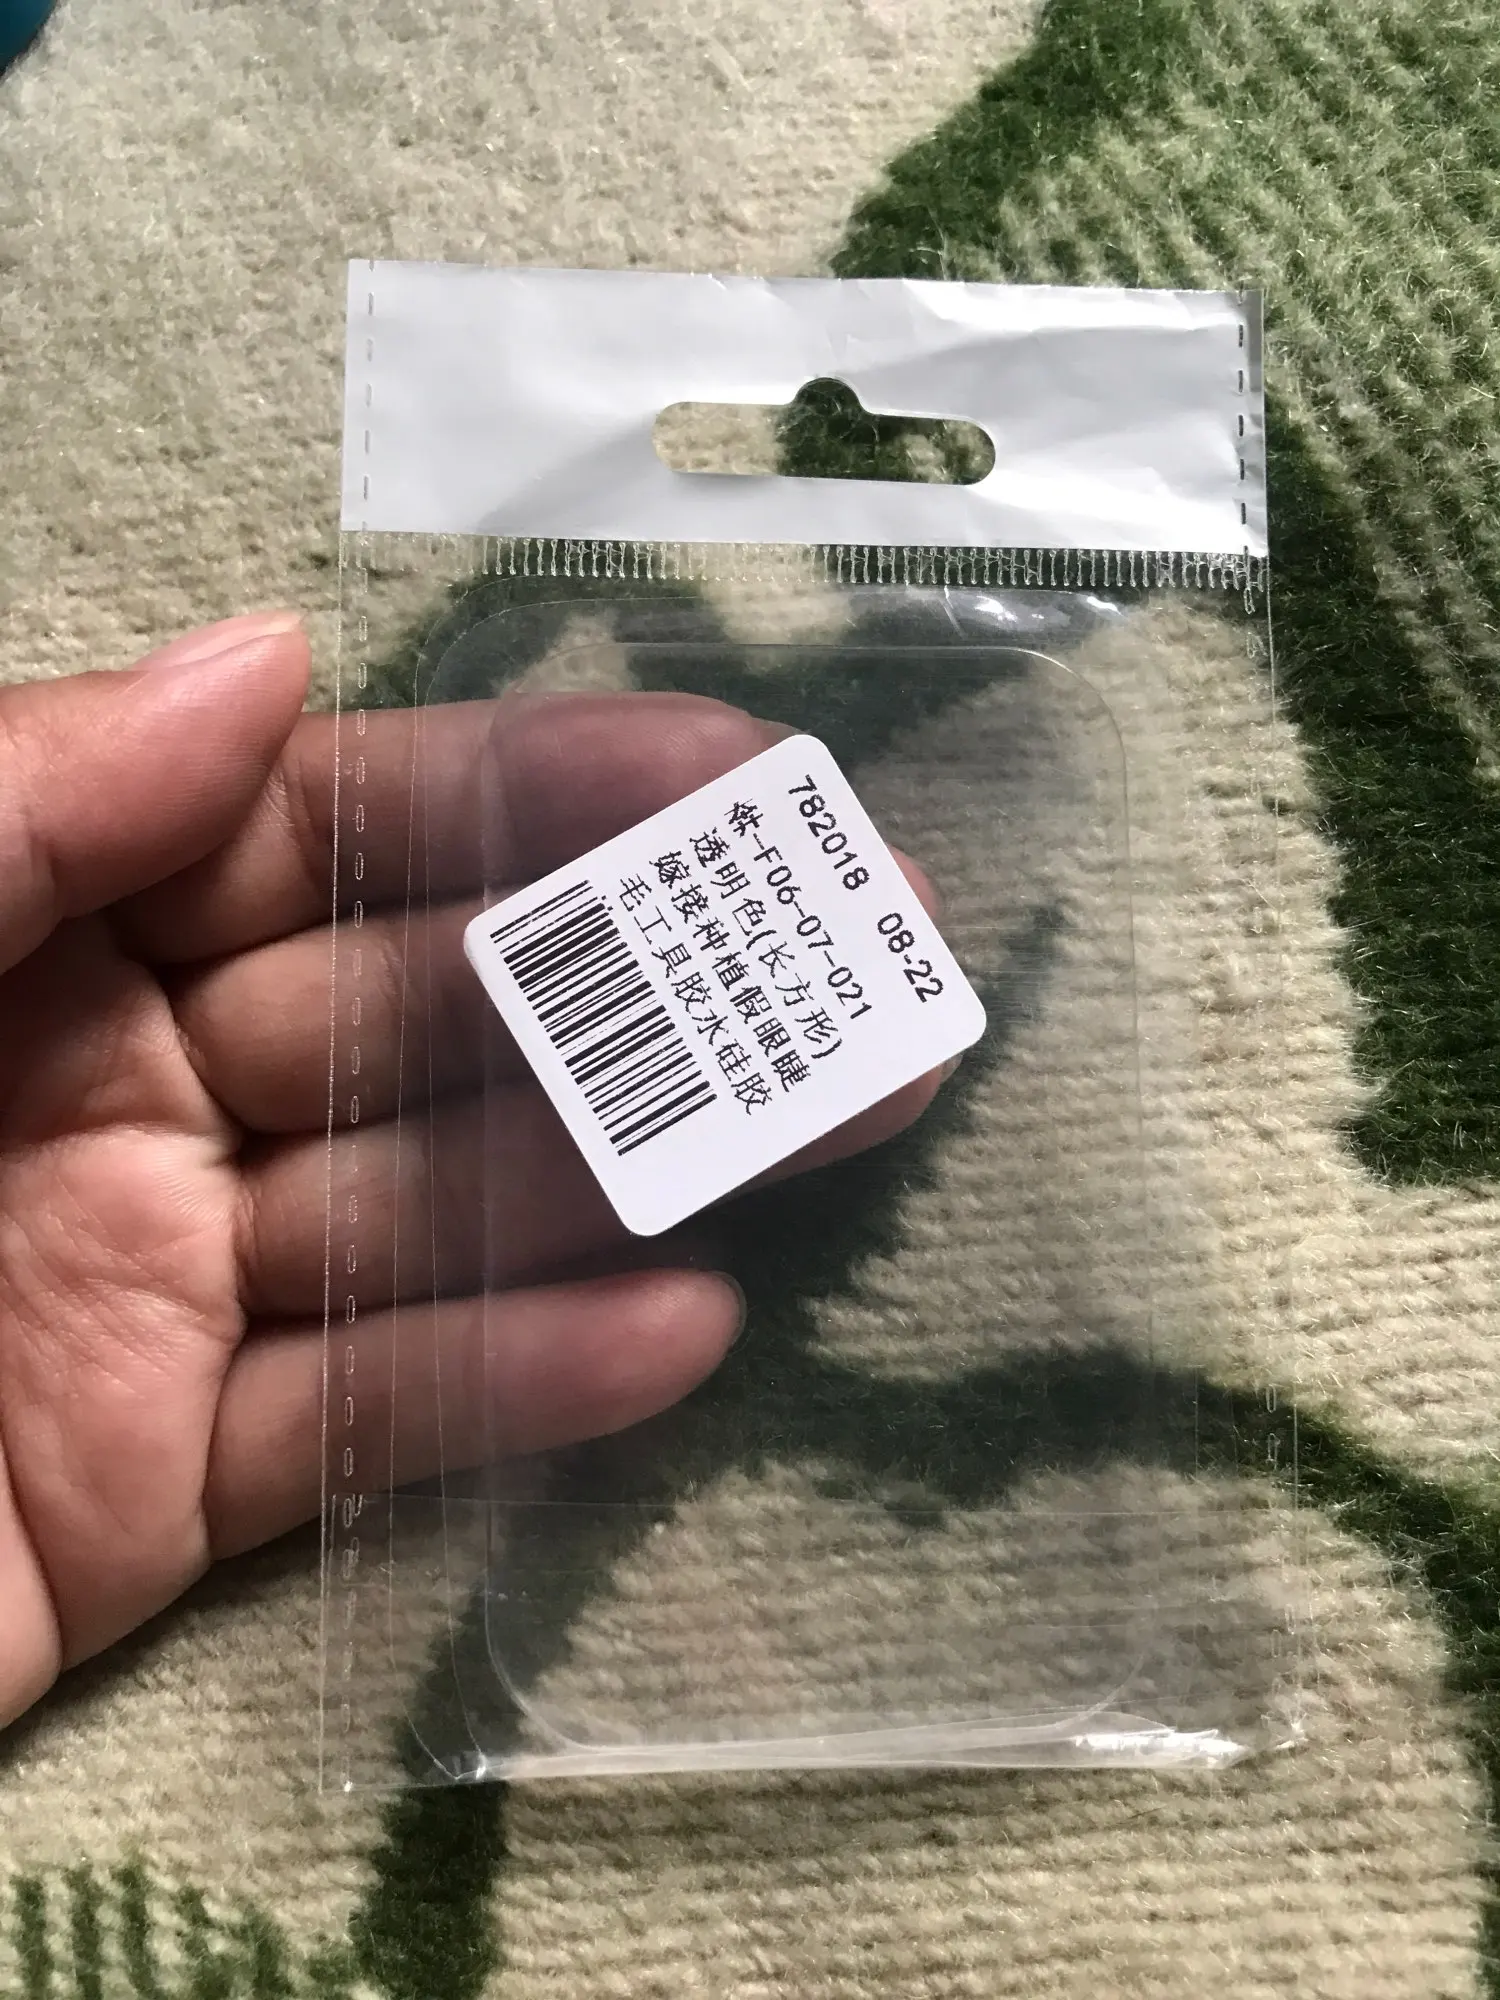 782018 08-22
-F06-07-021
透明色(长方形)
嫁接种植假眼睫
毛工具胶水硅胶